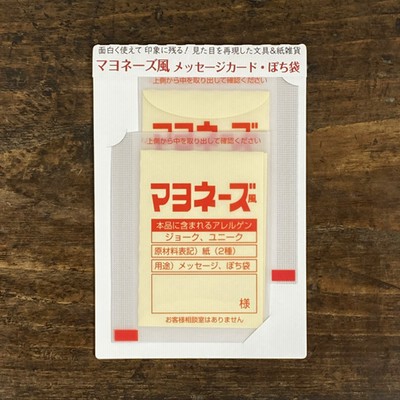 面白く使えて 印象に残る! 見た目を再現した文具&紙雑貨
マヨネーズ風 メッセージカード・ぽち袋
上側から中を取り出して確認ください
マヨネーズ風
上側から中を取り出して確認ください
マヨネーズ風
本品に含まれるアレルゲン
ジョーク、ユニーク
原材料表記)紙(2種)
用途)メッセージ、ぽち袋
様
お客様相談室はありません